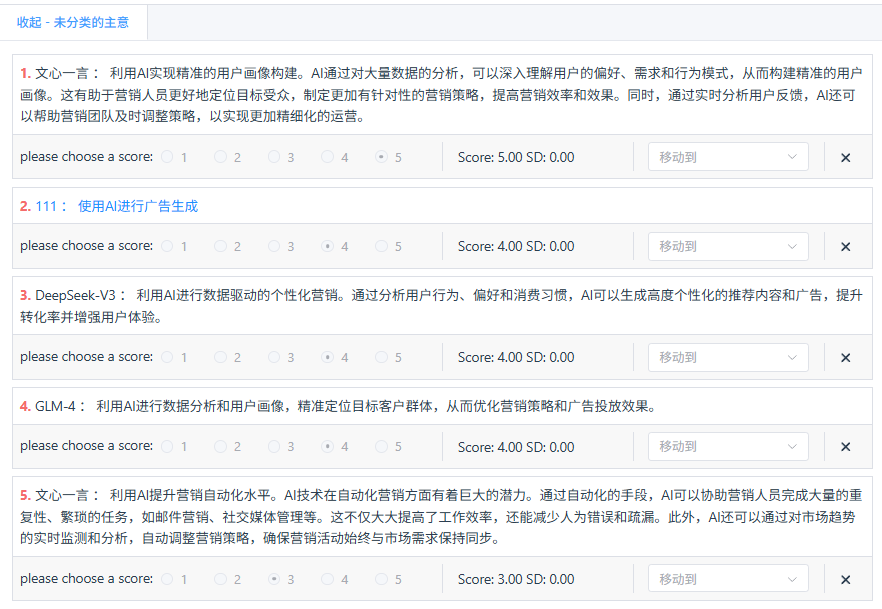 收起 - 未分类的主意
1. 文心一言 : 利用AI实现精准的用户画像构建。AI通过对大量数据的分析，可以深入理解用户的偏好、需求和行为模式，从而构建精准的用户
画像。这有助于营销人员更好地定位目标受众，制定更加有针对性的营销策略，提高营销效率和效果。同时，通过实时分析用户反馈，AI还可
以帮助营销团队及时调整策略，以实现更加精细化的运营。
please choose a score: 1 2 3 4 5 Score: 5.00 SD: 0.00 移动到
2. 111 : 使用AI进行广告生成
please choose a score: 1 2 3 4 5 Score: 4.00 SD: 0.00 移动到
3. DeepSeek-V3 : 利用AI进行数据驱动的个性化营销。通过分析用户行为、偏好和消费习惯，AI可以生成高度个性化的推荐内容和广告，提升
转化率并增强用户体验。
please choose a score: 1 2 3 4 5 Score: 4.00 SD: 0.00 移动到
4. GLM-4 : 利用AI进行数据分析和用户画像，精准定位目标客户群体，从而优化营销策略和广告投放效果。
please choose a score: 1 2 3 4 5 Score: 4.00 SD: 0.00 移动到
5. 文心一言 : 利用AI提升营销自动化水平。AI技术在自动化营销方面有着巨大的潜力。通过自动化的手段，AI可以协助营销人员完成大量的重
复性、繁琐的任务，如邮件营销、社交媒体管理等。这不仅大大提高了工作效率，还能减少人为错误和疏漏。此外，AI还可以通过对市场趋势
的实时监测和分析，自动调整营销策略，确保营销活动始终与市场需求保持同步。
please choose a score: 1 2 3 4 5 Score: 3.00 SD: 0.00 移动到